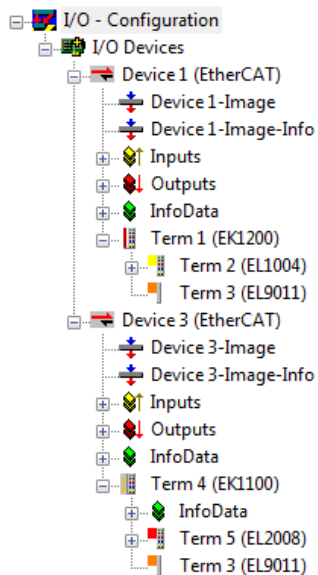 I/O - Configuration
I/O Devices
Device 1 (EtherCAT)
Device 1-Image
Device 1-Image-Info
Inputs
Outputs
InfoData
Term 1 (EK1200)
Term 2 (EL1004)
Term 3 (EL9011)
Device 3 (EtherCAT)
Device 3-Image
Device 3-Image-Info
Inputs
Outputs
InfoData
Term 4 (EK1100)
InfoData
Term 5 (EL2008)
Term 3 (EL9011)